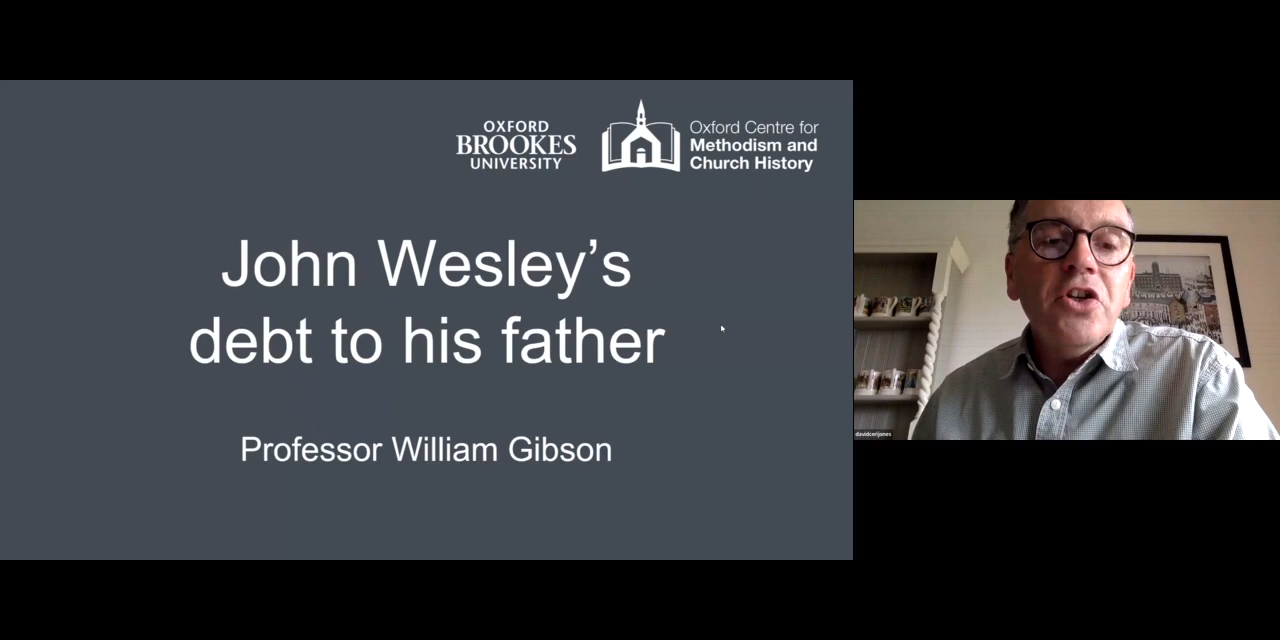 OXFORD
BROOKES
UNIVERSITY
Oxford Centre for
Methodism and
Church History
John Wesley’s
debt to his father
Professor William Gibson
davidcerijones